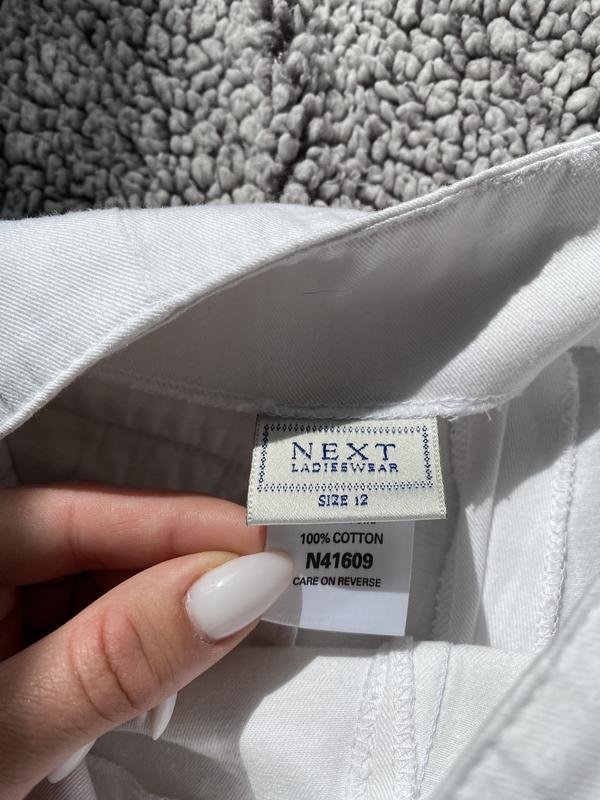 NEXT
LADIESWEAR
SIZE 12
100% COTTON
N41609
CARE ON REVERSE